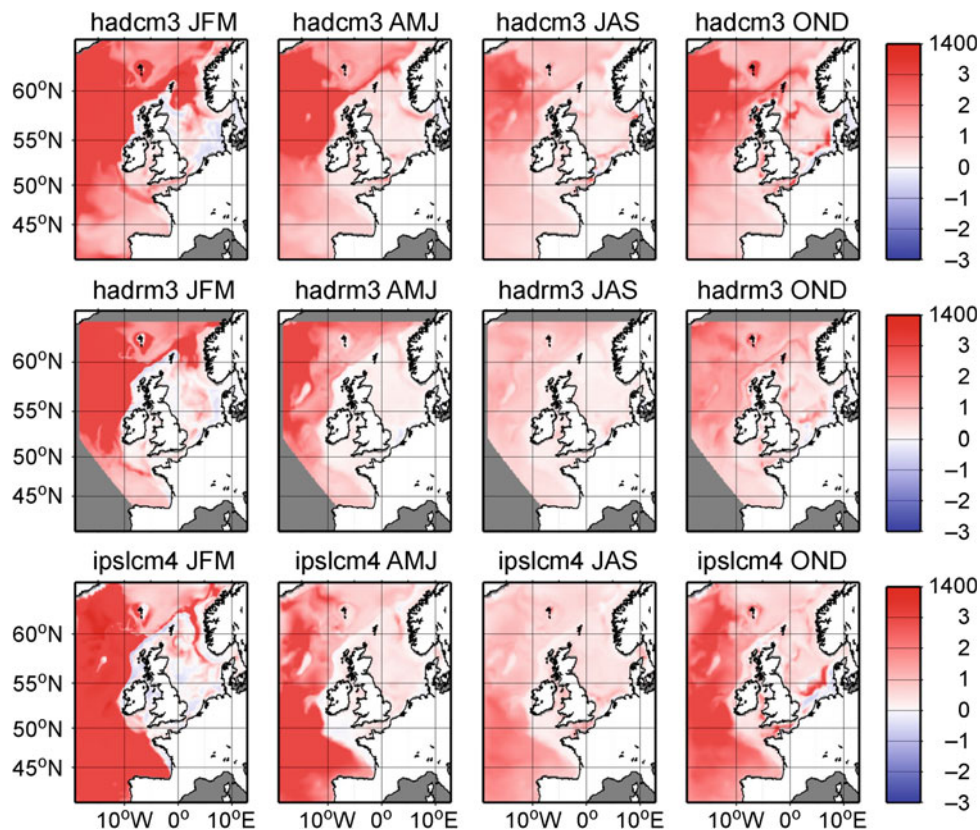 hadcm3 JFM hadcm3 AMJ hadcm3 JAS hadcm3 OND
60°N
55°N
50°N
45°N
1400
3
2
1
0
–1
–2
–3
hadrm3 JFM hadrm3 AMJ hadrm3 JAS hadrm3 OND
60°N
55°N
50°N
45°N
1400
3
2
1
0
–1
–2
–3
ipslcm4 JFM ipslcm4 AMJ ipslcm4 JAS ipslcm4 OND
60°N
55°N
50°N
45°N
1400
3
2
1
0
–1
–2
–3
10°W 0° 10°E 10°W 0° 10°E 10°W 0° 10°E 10°W 0° 10°E